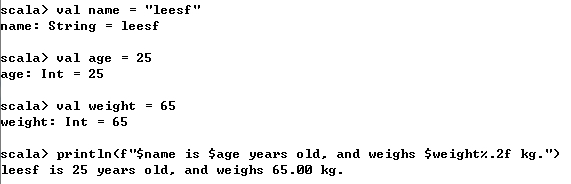 scala> val name = "leesf"
name: String = leesf
scala> val age = 25
age: Int = 25
scala> val weight = 65
weight: Int = 65
scala> println(f"$name is $age years old, and weighs $weight%.2f kg.")
leesf is 25 years old, and weighs 65.00 kg.